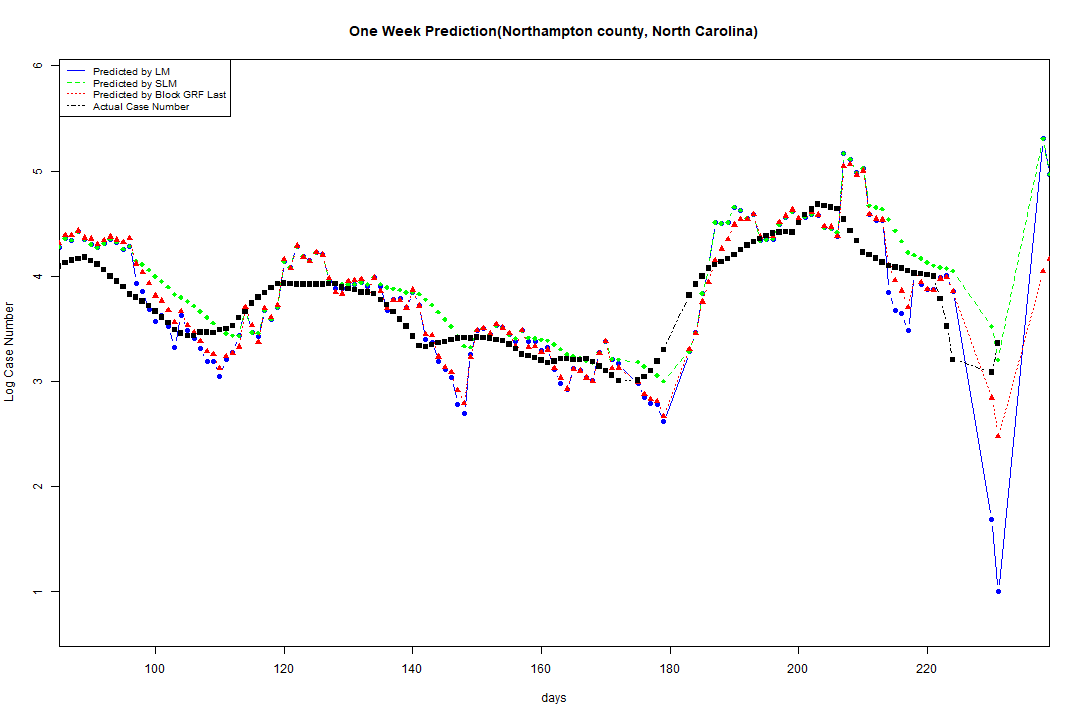 One Week Prediction(Northampton county, North Carolina)
Predicted by LM
Predicted by SLM
Predicted by Block GRF Last
Actual Case Number
6
5
4
3
2
1
Log Case Number
100 120 140 160 180 200 220
days